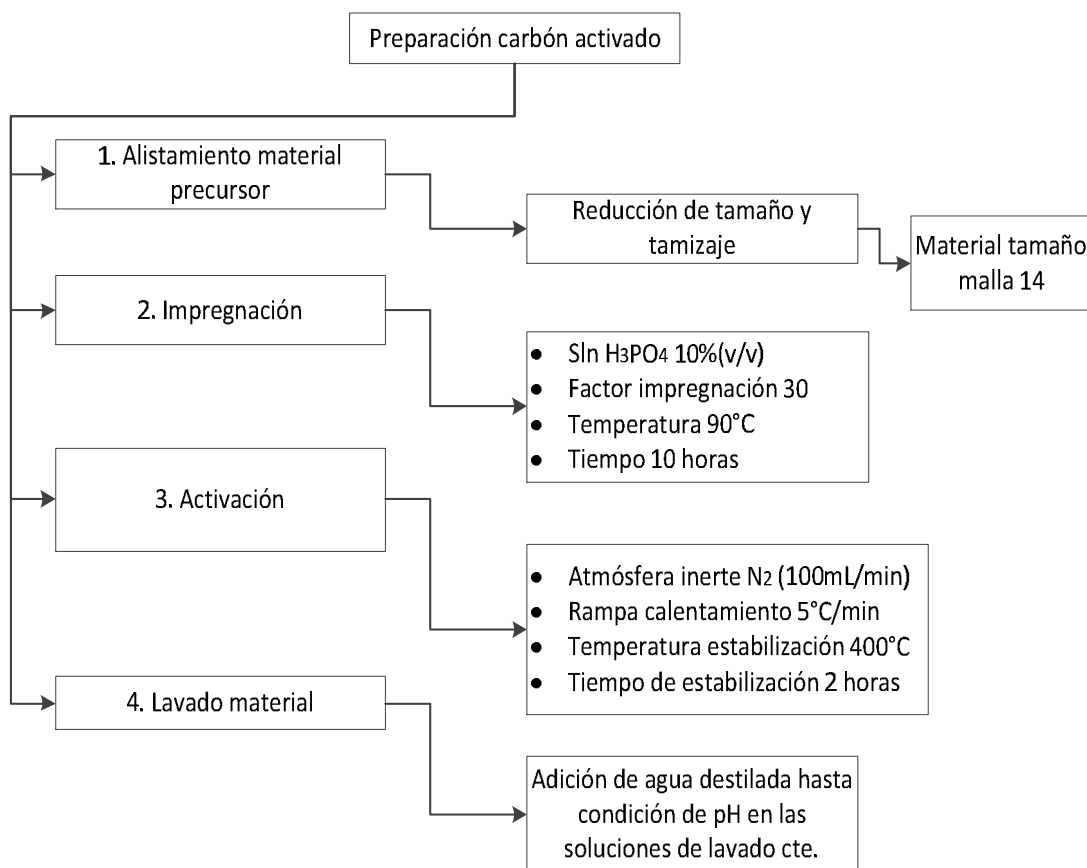 Preparación carbón activado
1. Alistamiento material
precursor
Reducción de tamaño y
tamizaje
Material tamaño
malla 14
2. Impregnación
● Sln H3PO4 10%(v/v)
● Factor impregnación 30
● Temperatura 90°C
● Tiempo 10 horas
3. Activación
● Atmósfera inerte N2 (100mL/min)
● Rampa calentamiento 5°C/min
● Temperatura estabilización 400°C
● Tiempo de estabilización 2 horas
4. Lavado material
Adición de agua destilada hasta
condición de pH en las
soluciones de lavado cte.